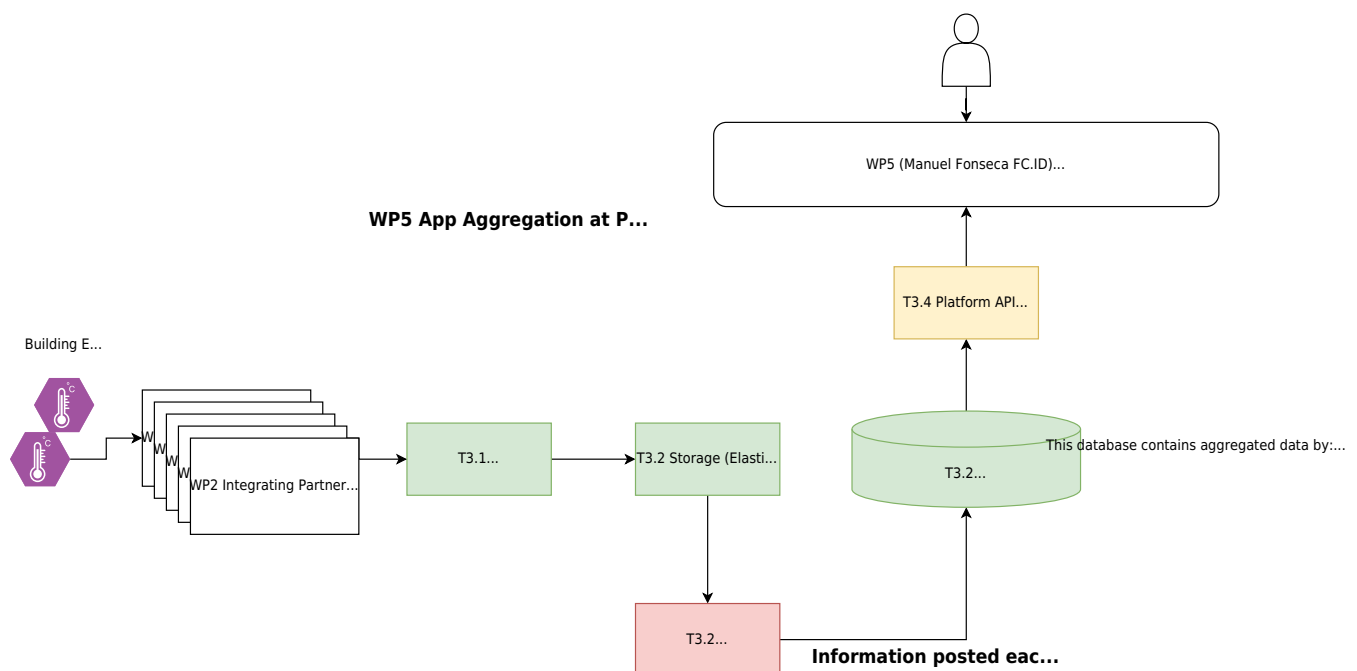 WP5 (Manuel Fonseca FC.ID)...
WP5 App Aggregation at P...
T3.4 Platform API...
Building E...
°C
°C
This database contains aggregated data by:...
W
W
W
W
WP2 Integrating Partner...
T3.1...
T3.2 Storage (Elasti...
T3.2...
T3.2...
Information posted eac...